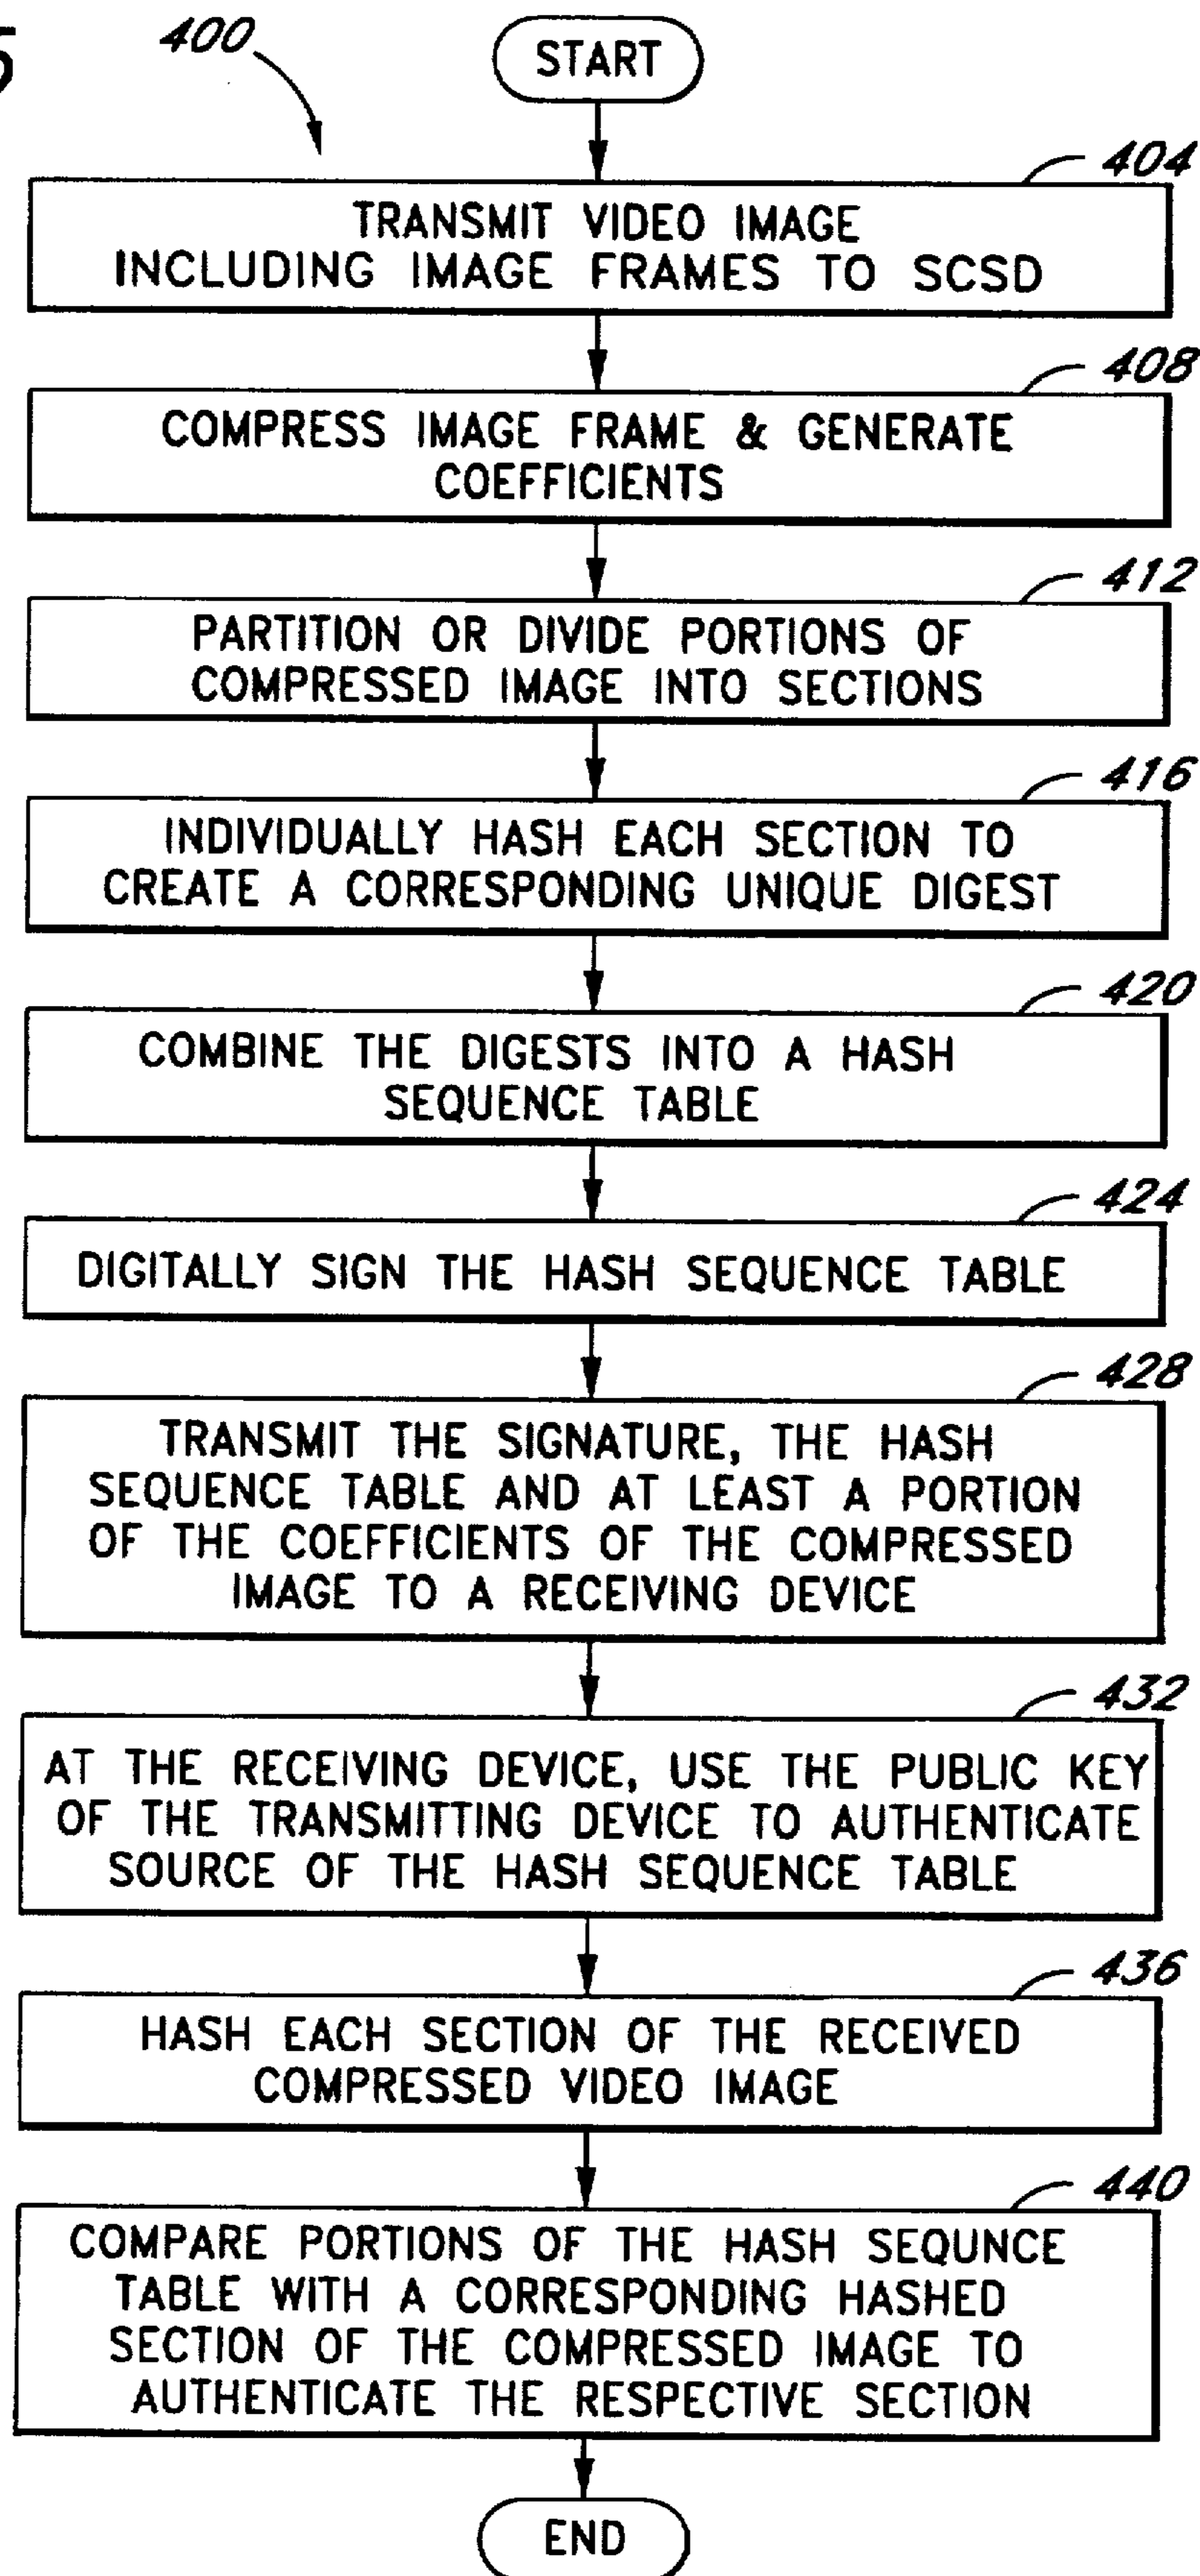 5
400
START
404
TRANSMIT VIDEO IMAGE
INCLUDING IMAGE FRAMES TO SCSD
408
COMPRESS IMAGE FRAME & GENERATE
COEFFICIENTS
412
PARTITION OR DIVIDE PORTIONS OF
COMPRESSED IMAGE INTO SECTIONS
416
INDIVIDUALLY HASH EACH SECTION TO
CREATE A CORRESPONDING UNIQUE DIGEST
420
COMBINE THE DIGESTS INTO A HASH
SEQUENCE TABLE
424
DIGITALLY SIGN THE HASH SEQUENCE TABLE
428
TRANSMIT THE SIGNATURE, THE HASH
SEQUENCE TABLE AND AT LEAST A PORTION
OF THE COEFFICIENTS OF THE COMPRESSED
IMAGE TO A RECEIVING DEVICE
432
AT THE RECEIVING DEVICE, USE THE PUBLIC KEY
OF THE TRANSMITTING DEVICE TO AUTHENTICATE
SOURCE OF THE HASH SEQUENCE TABLE
436
HASH EACH SECTION OF THE RECEIVED
COMPRESSED VIDEO IMAGE
440
COMPARE PORTIONS OF THE HASH SEQUNCE
TABLE WITH A CORRESPONDING HASHED
SECTION OF THE COMPRESSED IMAGE TO
AUTHENTICATE THE RESPECTIVE SECTION
END